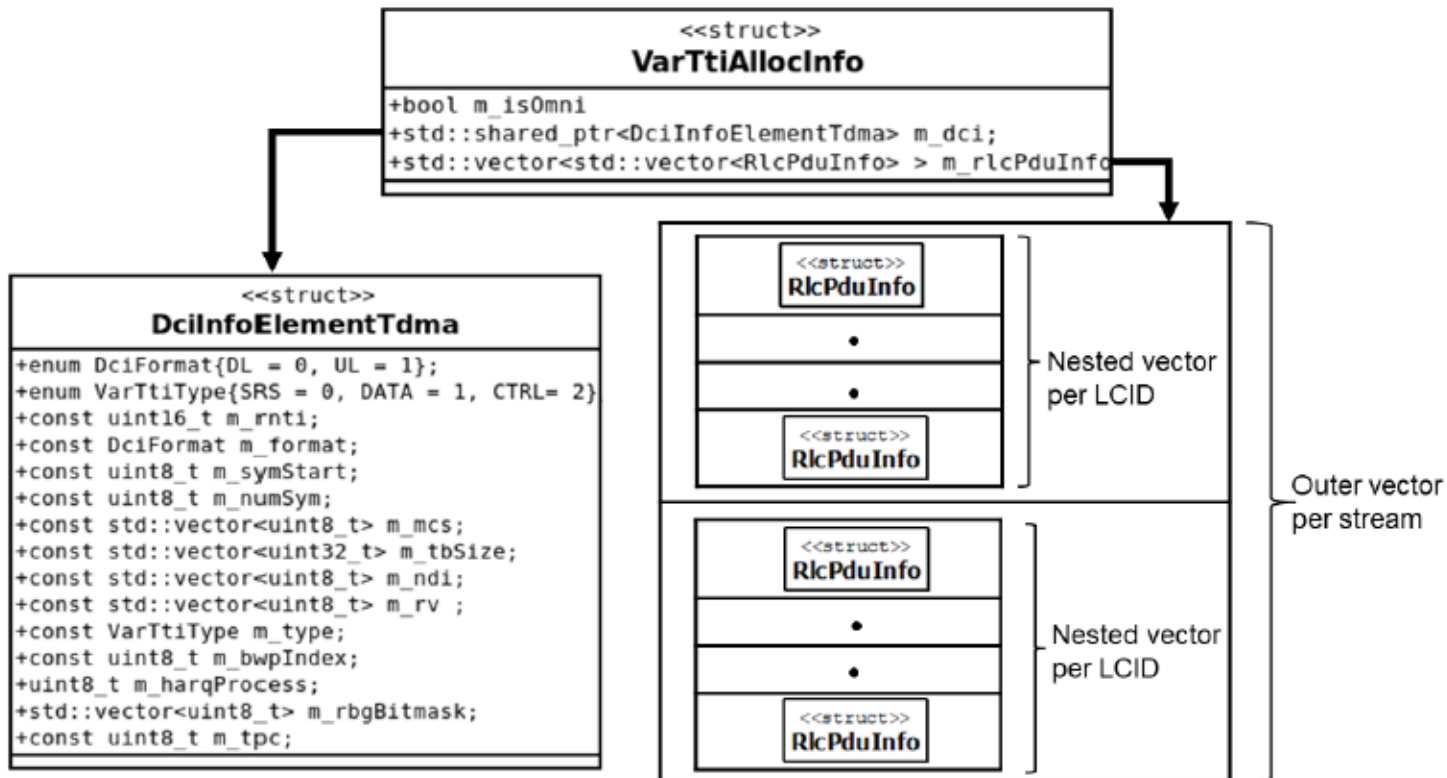 <<struct>>
VarTtiAllocInfo
+bool m_isOmni
+std::shared_ptr<DciInfoElementTdma> m_dci;
+std::vector<std::vector<RlcPduInfo> > m_rlcPduInfo
<<struct>>
DciInfoElementTdma
+enum DciFormat{DL = 0, UL = 1};
+enum VarTtiType{SRS = 0, DATA = 1, CTRL= 2}
+const uint16_t m_rnti;
+const DciFormat m_format;
+const uint8_t m_symStart;
+const uint8_t m_numSym;
+const std::vector<uint8_t> m_mcs;
+const std::vector<uint32_t> m_tbSize;
+const std::vector<uint8_t> m_ndi;
+const std::vector<uint8_t> m_rv ;
+const VarTtiType m_type;
+const uint8_t m_bwpIndex;
+uint8_t m_harqProcess;
+std::vector<uint8_t> m_rbgBitmask;
+const uint8_t m_tpc;
<<struct>>
RlcPduInfo
<<struct>>
RlcPduInfo
Nested vector
per LCID
<<struct>>
RlcPduInfo
<<struct>>
RlcPduInfo
Nested vector
per LCID
Outer vector
per stream